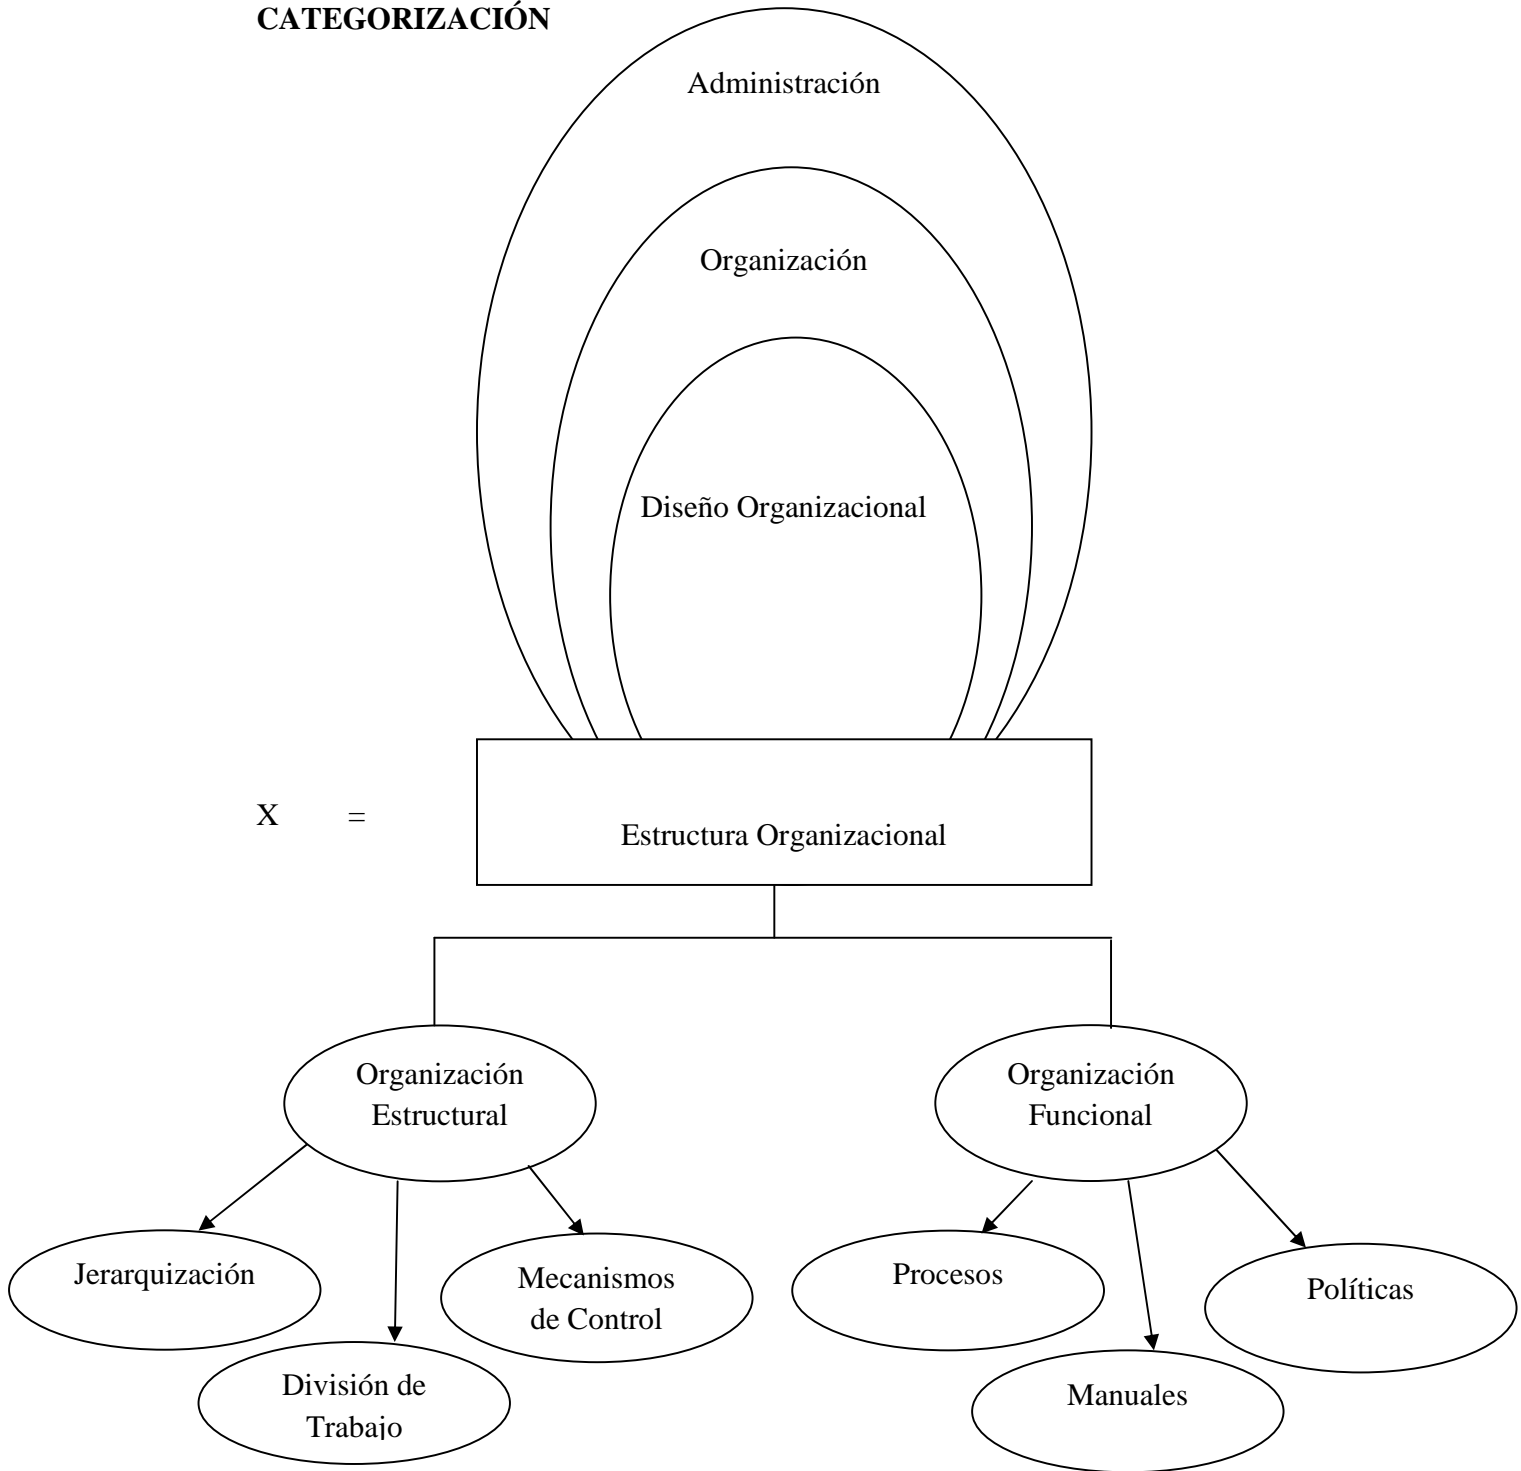 CATEGORIZACIÓN
Administración
Organización
Diseño Organizacional
X =
Estructura Organizacional
Organización
Estructural
Organización
Funcional
Jerarquización
Mecanismos
de Control
División de
Trabajo
Procesos
Políticas
Manuales